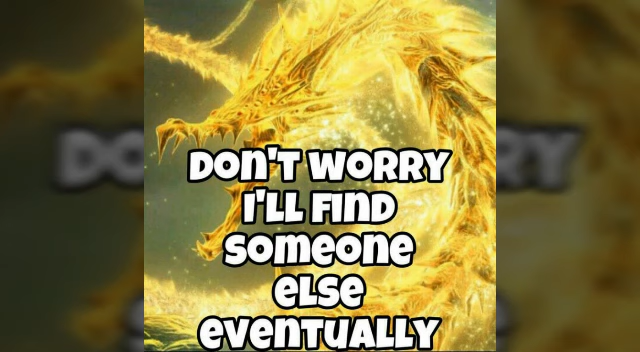 DON'T WORRY
I'LL FIND
SOMEONE
ELSE
EVENTUALLY